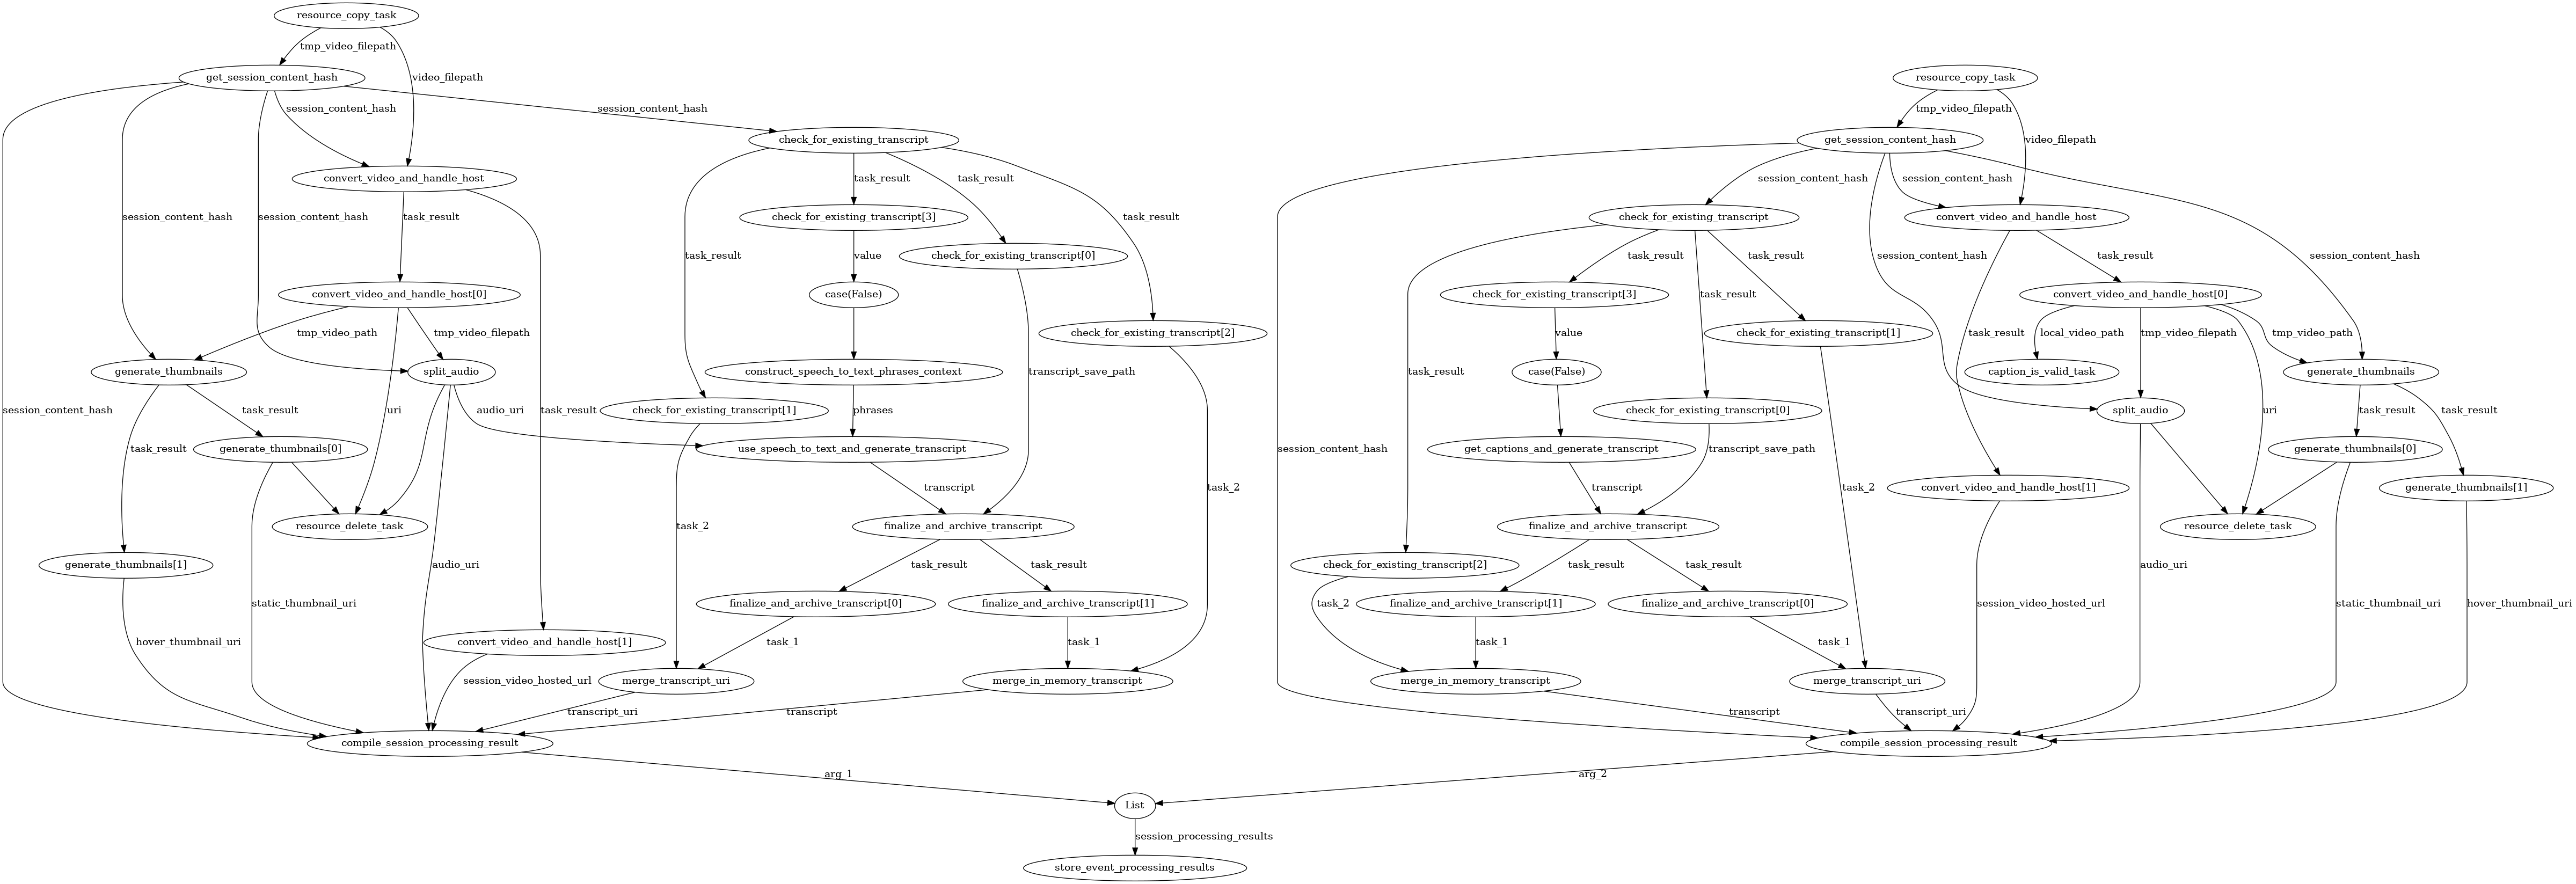 resource_copy_task
tmp_video_filepath
get_session_content_hash
video_filepath
resource_copy_task
session_content_hash
session_content_hash
tmp_video_filepath
check_for_existing_transcript
get_session_content_hash
video_filepath
convert_video_and_handle_host
task_result
task_result
session_content_hash
session_content_hash
session_content_hash
session_content_hash
task_result
check_for_existing_transcript[3]
task_result
check_for_existing_transcript
convert_video_and_handle_host
task_result
value
check_for_existing_transcript[0]
session_content_hash
task_result
task_result
task_result
session_content_hash
convert_video_and_handle_host[0]
case(False)
check_for_existing_transcript[3]
task_result
convert_video_and_handle_host[0]
tmp_video_path
tmp_video_filepath
check_for_existing_transcript[2]
value
check_for_existing_transcript[1]
task_result
local_video_path
tmp_video_filepath
tmp_video_path
generate_thumbnails
split_audio
construct_speech_to_text_phrases_context
transcript_save_path
task_result
case(False)
caption_is_valid_task
generate_thumbnails
session_content_hash
task_result
uri
audio_uri
task_result
check_for_existing_transcript[1]
phrases
check_for_existing_transcript[0]
split_audio
uri
task_result
task_result
task_result
generate_thumbnails[0]
use_speech_to_text_and_generate_transcript
session_content_hash
get_captions_and_generate_transcript
transcript_save_path
generate_thumbnails[0]
transcript
task_2
transcript
task_2
convert_video_and_handle_host[1]
generate_thumbnails[1]
resource_delete_task
task_2
finalize_and_archive_transcript
finalize_and_archive_transcript
resource_delete_task
generate_thumbnails[1]
audio_uri
task_result
task_result
check_for_existing_transcript[2]
task_result
task_result
audio_uri
static_thumbnail_uri
finalize_and_archive_transcript[0]
finalize_and_archive_transcript[1]
task_2
finalize_and_archive_transcript[1]
finalize_and_archive_transcript[0]
session_video_hosted_url
static_thumbnail_uri
hover_thumbnail_uri
hover_thumbnail_uri
convert_video_and_handle_host[1]
task_1
task_1
task_1
task_1
session_video_hosted_url
merge_transcript_uri
merge_in_memory_transcript
merge_in_memory_transcript
merge_transcript_uri
transcript_uri
transcript
transcript
transcript_uri
compile_session_processing_result
compile_session_processing_result
arg_1
arg_2
List
session_processing_results
store_event_processing_results